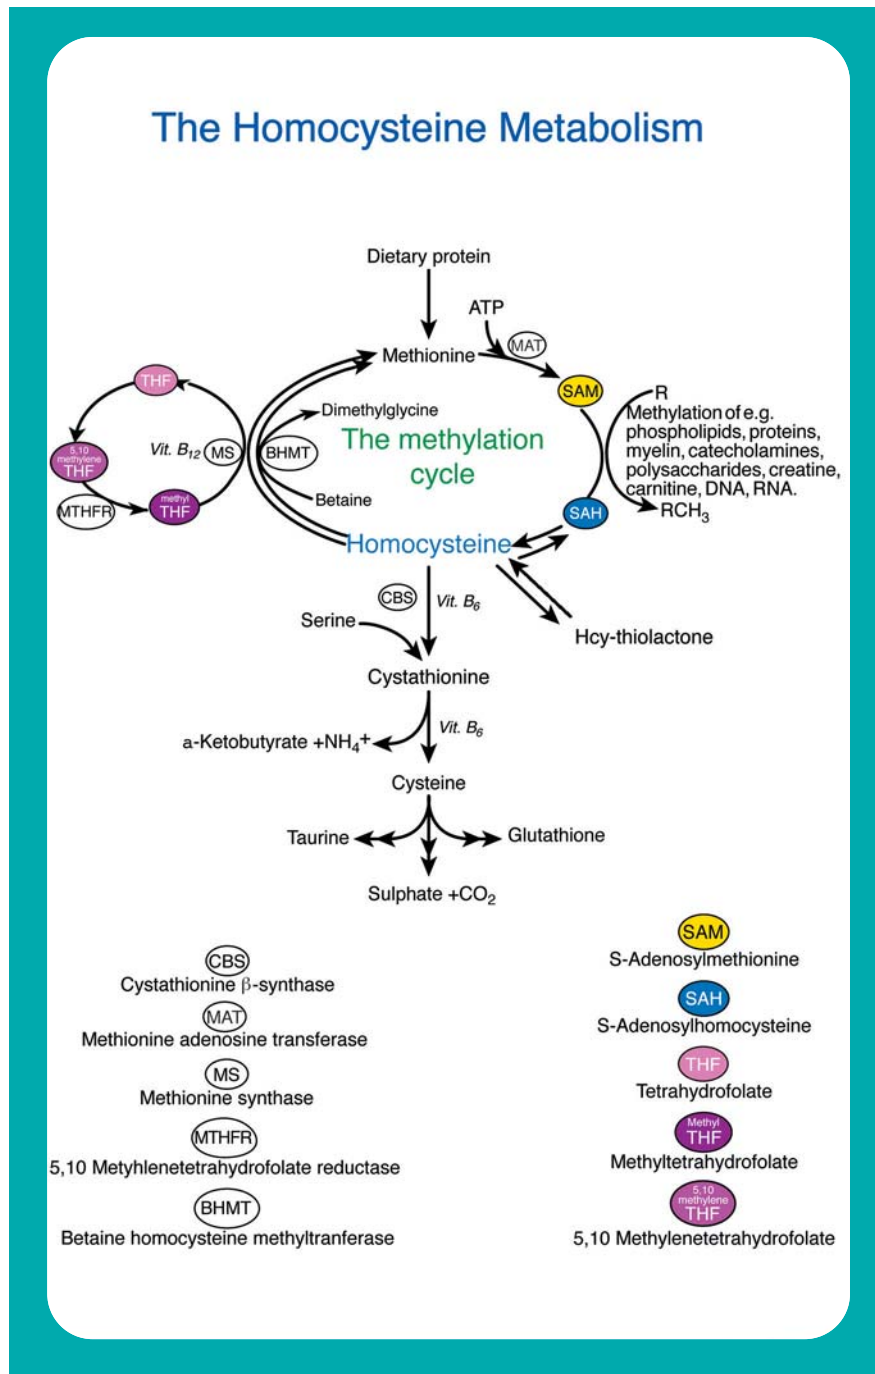 The Homocysteine Metabolism
Dietary protein
ATP
Methionine
MAT
SAM
THF
R
Methylation of e.g.
phospholipids, proteins,
myelin, catecholamines,
polysaccharides, creatine,
carnitine, DNA, RNA.
RCH₃
Dimethylglycine
The methylation
cycle
Vit. B₁₂
MS
BHMT
5,10
methylene
THF
MTHFR
methyl
THF
Betaine
SAH
Homocysteine
CBS
Vit. B₆
Serine
Hcy-thiolactone
Cystathionine
Vit. B₆
a-Ketobutyrate +NH₄⁺
Cysteine
Taurine
Glutathione
Sulphate +CO₂
CBS
Cystathionine β-synthase
MAT
Methionine adenosine transferase
MS
Methionine synthase
MTHFR
5,10 Metyhlenetetrahydrofolate reductase
BHMT
Betaine homocysteine methyltranferase
SAM
S-Adenosylmethionine
SAH
S-Adenosylhomocysteine
THF
Tetrahydrofolate
Methyl
THF
Methyltetrahydrofolate
5,10
methylene
THF
5,10 Methylenetetrahydrofolate